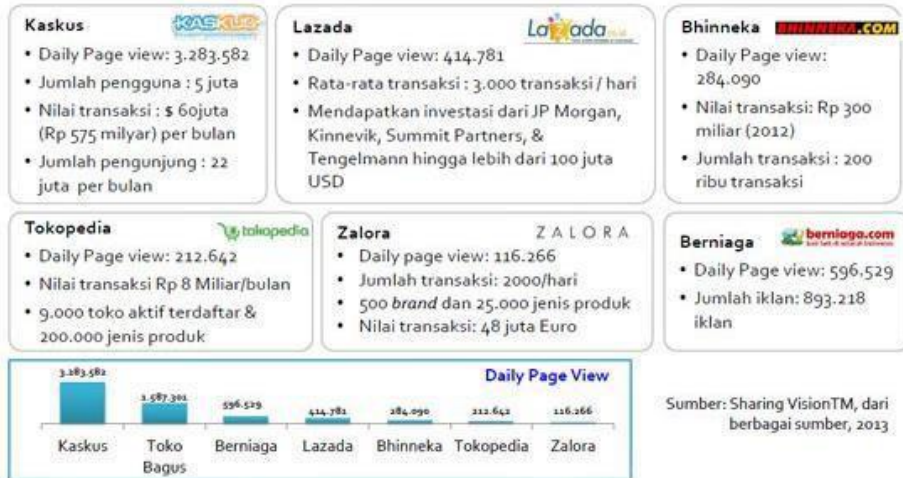 Kaskus
KASKUS
• Daily Page view: 3.283.582
• Jumlah pengguna : 5 juta
• Nilai transaksi : $ 60juta
(Rp 575 milyar) per bulan
• Jumlah pengunjung : 22
juta per bulan
Lazada
Lazada
• Daily Page view: 414.781
• Rata-rata transaksi : 3.000 transaksi / hari
• Mendapatkan investasi dari JP Morgan,
Kinnevik, Summit Partners, &
Tengelmann hingga lebih dari 100 juta
USD
Bhinneka
BHINNEKA.COM
• Daily Page view:
284.090
• Nilai transaksi: Rp 300
miliar (2012)
• Jumlah transaksi : 200
ribu transaksi
Tokopedia
tokopedia
• Daily Page view: 212.642
• Nilai transaksi Rp 8 Miliar/bulan
• 9.000 toko aktif terdaftar &
200.000 jenis produk
Zalora
ZALORA
• Daily page view: 116.266
• Jumlah transaksi: 2000/hari
• 500 brand dan 25.000 jenis produk
• Nilai transaksi: 48 juta Euro
Berniaga
berniaga.com
• Daily Page view: 596.529
• Jumlah iklan: 893.218
iklan
Daily Page View
3.283.582
1.587.301
596.529
414.781
284.090
212.642
116.266
Kaskus
Toko
Bagus
Berniaga
Lazada
Bhinneka
Tokopedia
Zalora
Sumber: Sharing VisionTM, dari
berbagai sumber, 2013